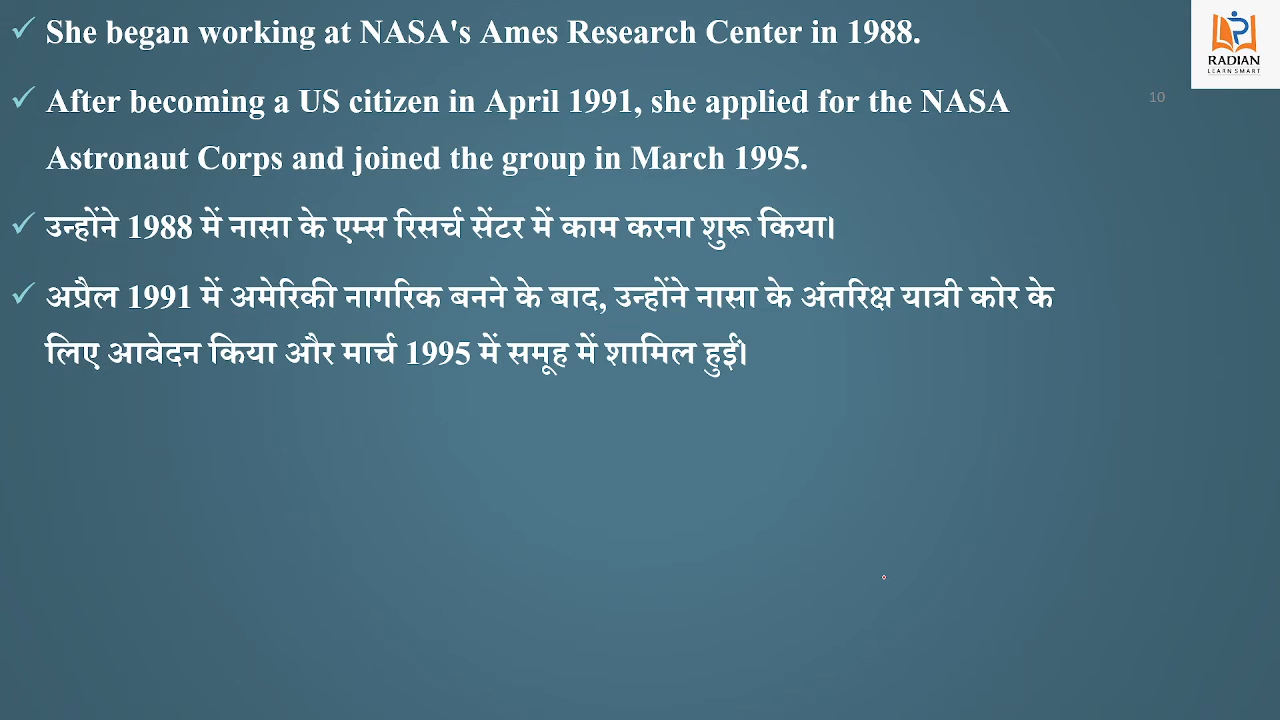 She began working at NASA's Ames Research Center in 1988.
After becoming a US citizen in April 1991, she applied for the NASA
Astronaut Corps and joined the group in March 1995.
उन्होंने 1988 में नासा के एम्स रिसर्च सेंटर में काम करना शुरू किया।
अप्रैल 1991 में अमेरिकी नागरिक बनने के बाद, उन्होंने नासा के अंतरिक्ष यात्री कोर के
लिए आवेदन किया और मार्च 1995 में समूह में शामिल हुईं।
RADIAN
LEARN SMART
10